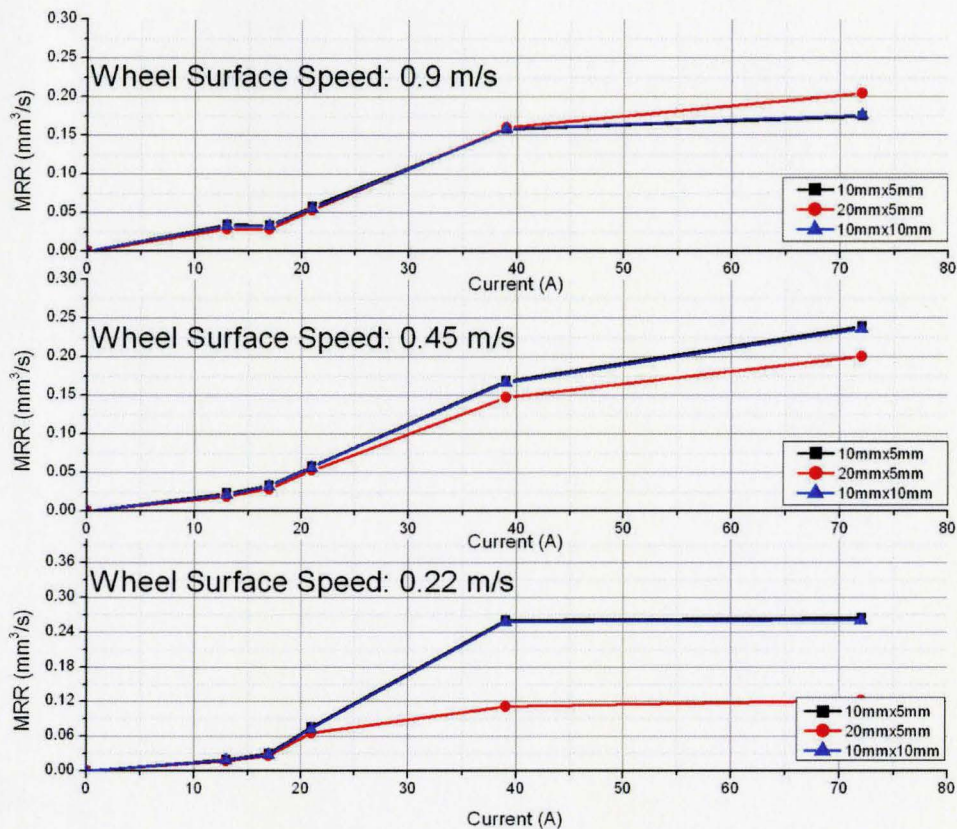 0.30
0.25
0.20
0.15
0.10
0.05
0.00
MRR (mm³/s)
Wheel Surface Speed: 0.9 m/s
10mmx5mm
20mmx5mm
10mmx10mm
0 10 20 30 40 50 60 70 80
Current (A)
0.30
0.25
0.20
0.15
0.10
0.05
0.00
MRR (mm³/s)
Wheel Surface Speed: 0.45 m/s
10mmx5mm
20mmx5mm
10mmx10mm
0 10 20 30 40 50 60 70 80
Current (A)
0.36
0.30
0.24
0.18
0.12
0.06
0.00
MRR (mm³/s)
Wheel Surface Speed: 0.22 m/s
10mmx5mm
20mmx5mm
10mmx10mm
0 10 20 30 40 50 60 70 80
Current (A)